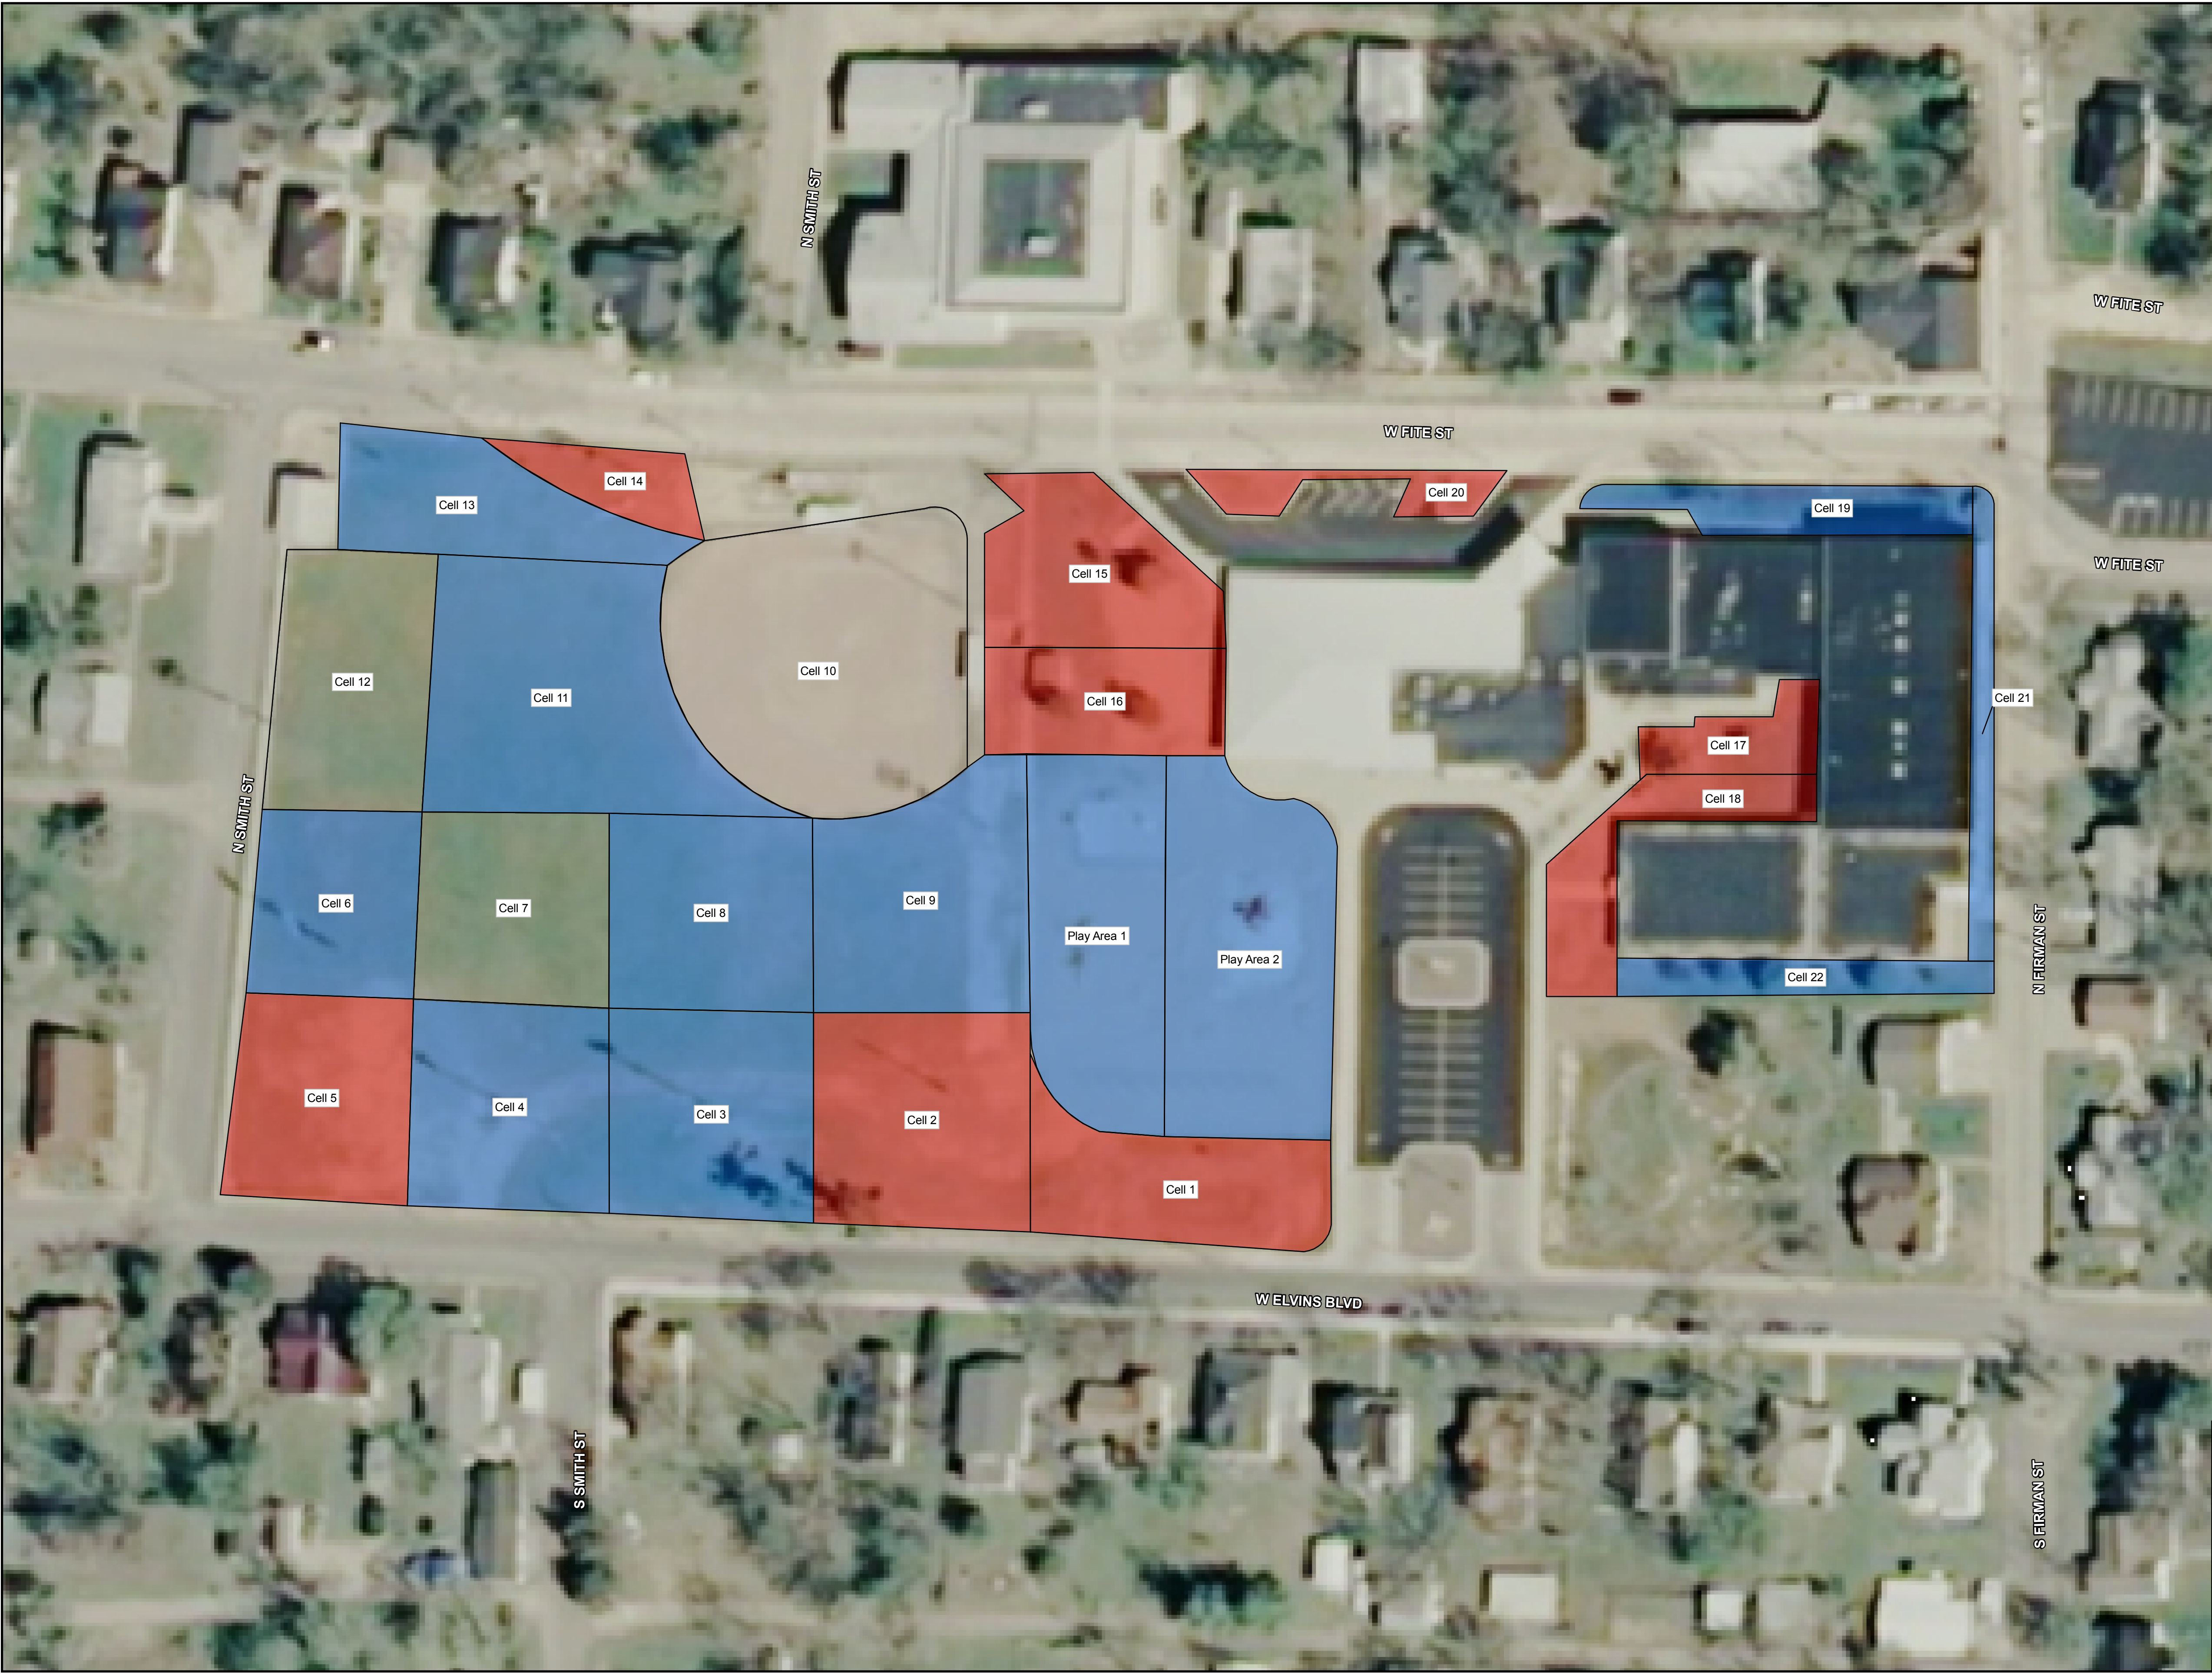 N SMITH ST
W FITE ST
W FITE ST
Cell 14
Cell 20
Cell 13
Cell 19
W FITE ST
Cell 15
Cell 10
Cell 12
Cell 11
Cell 16
Cell 21
Cell 17
Cell 18
N SMITH ST
Cell 6
Cell 7
Cell 8
Cell 9
Play Area 1
Play Area 2
N FIRMAN ST
Cell 22
Cell 5
Cell 4
Cell 3
Cell 2
Cell 1
W ELVINS BLVD
S SMITH ST
S FIRMAN ST